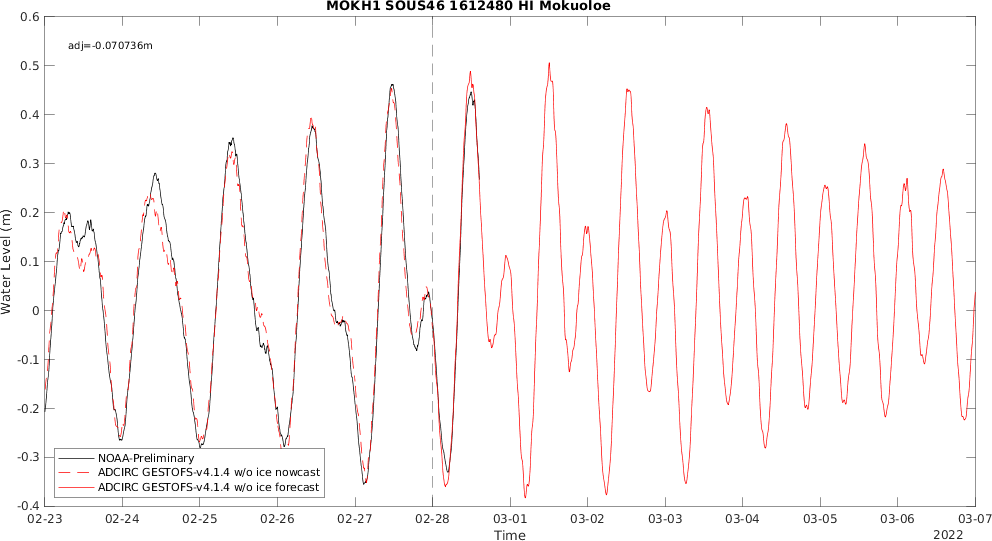 MOKH1 SOUS46 1612480 HI Mokuoloe
adj=-0.070736m
Water Level (m)
0.6
0.5
0.4
0.3
0.2
0.1
0
-0.1
-0.2
-0.3
-0.4
NOAA-Preliminary
ADCIRC GESTOFS-v4.1.4 w/o ice nowcast
ADCIRC GESTOFS-v4.1.4 w/o ice forecast
02-23 02-24 02-25 02-26 02-27 02-28 03-01 03-02 03-03 03-04 03-05 03-06 03-07
Time
2022